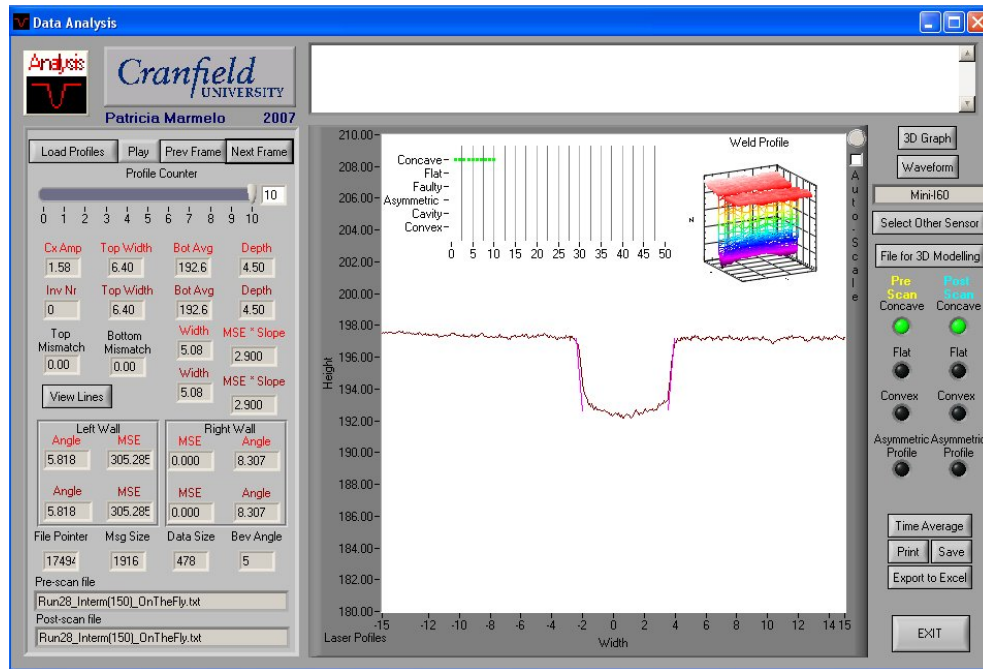 Data Analysis
Analysis
Cranfield
UNIVERSITY
Patricia Marmelo 2007
Load Profiles Play Prev Frame Next Frame
Profile Counter
10
0 1 2 3 4 5 6 7 8 9 10
Cx Amp Top Width Bot Avg Depth
1.58 6.40 192.6 4.50
Inv Nr Top Width Bot Avg Depth
0 6.40 192.6 4.50
Top Mismatch Bottom Mismatch Width MSE * Slope
0.00 0.00 5.08 2.900
Width MSE * Slope
View Lines 5.08 2.900
Left Wall Right Wall
Angle MSE MSE Angle
5.818 305.285 0.000 8.307
Angle MSE MSE Angle
5.818 305.285 0.000 8.307
File Pointer Msg Size Data Size Bev Angle
17494 1916 478 5
Pre-scan file
Run28_Interm(150)_OnTheFly.txt
Post-scan file
Run28_Interm(150)_OnTheFly.txt
210.00
208.00
206.00
204.00
202.00
200.00
198.00
196.00
194.00
192.00
190.00
188.00
186.00
184.00
182.00
180.00
Height
-15 -14 -12 -10 -8 -6 -4 -2 0 2 4 6 8 10 12 14 15
Laser Pofiles
Width
Concave
Flat
Faulty
Asymmetric
Cavity
Convex
0 5 10 15 20 25 30 35 40 45 50
Weld Profile
Z
Auto-Scale
3D Graph
Waveform
Mini-I60
Select Other Sensor
File for 3D Modelling
Pre Scan Post Scan
Concave Concave
Flat Flat
Convex Convex
Asymmetric Profile Asymmetric Profile
Time Average
Print Save
Export to Excel
EXIT